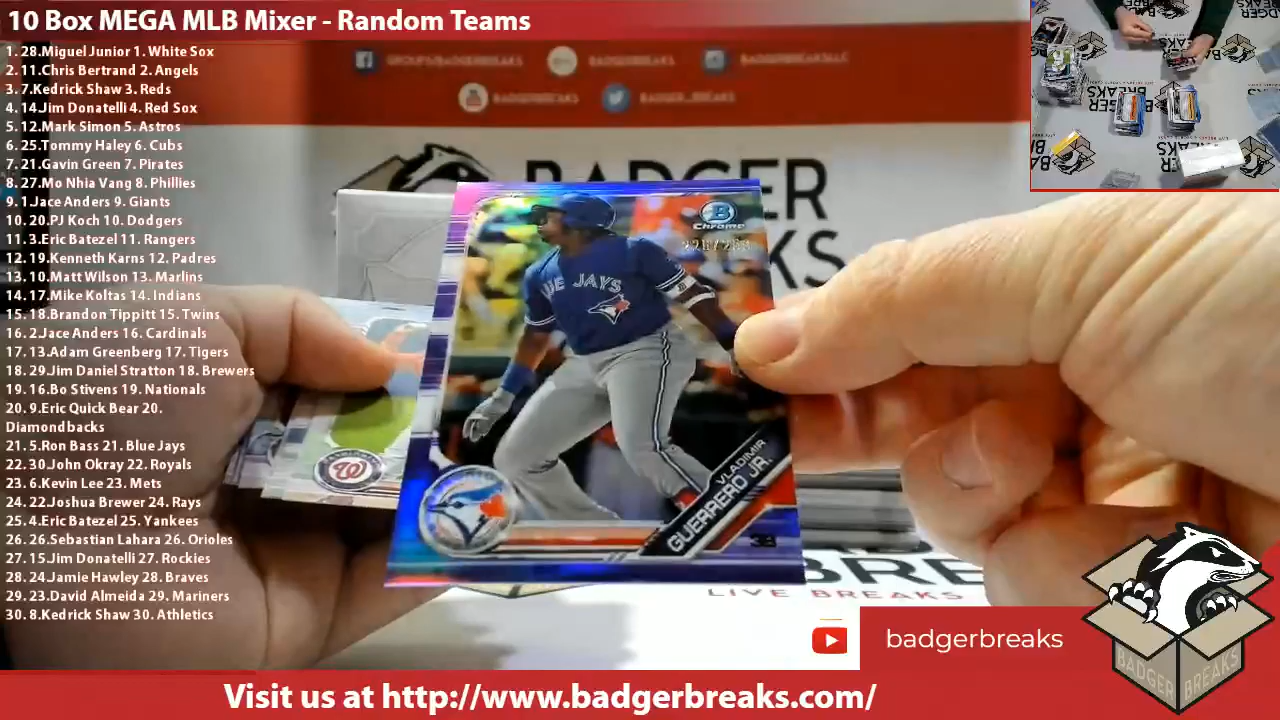 10 Box MEGA MLB Mixer - Random Teams
1. 28.Miguel Junior 1. White Sox
2. 11.Chris Bertrand 2. Angels
3. 7.Kedrick Shaw 3. Reds
4. 14.Jim Donatelli 4. Red Sox
5. 12.Mark Simon 5. Astros
6. 25.Tommy Haley 6. Cubs
7. 21.Gavin Green 7. Pirates
8. 27.Mo Nhia Vang 8. Phillies
9. 1.Jace Anders 9. Giants
10. 20.PJ Koch 10. Dodgers
11. 3.Eric Batezel 11. Rangers
12. 19.Kenneth Karns 12. Padres
13. 10.Matt Wilson 13. Marlins
14. 17.Mike Koltas 14. Indians
15. 18.Brandon Tippitt 15. Twins
16. 2.Jace Anders 16. Cardinals
17. 13.Adam Greenberg 17. Tigers
18. 29.Jim Daniel Stratton 18. Brewers
19. 16.Bo Stivens 19. Nationals
20. 9.Eric Quick Bear 20.
Diamondbacks
21. 5.Ron Bass 21. Blue Jays
22. 30.John Okray 22. Royals
23. 6.Kevin Lee 23. Mets
24. 22.Joshua Brewer 24. Rays
25. 4.Eric Batezel 25. Yankees
26. 26.Sebastian Lahara 26. Orioles
27. 15.Jim Donatelli 27. Rockies
28. 24.Jamie Hawley 28. Braves
29. 23.David Almeida 29. Mariners
30. 8.Kedrick Shaw 30. Athletics
GROUPS/BADGERBREAKS
BADGERBREAKS
BADGERBREAKSLLC
BADGERBREAKS
BADGER_BREAKS
BADGER
BREAKS
B
Chrome
BLUE JAYS
VLADIMIR
GUERRERO JR.
W
BRE
LIVE BREAKS
badgerbreaks
BADGER BREAKS
Visit us at http://www.badgerbreaks.com/